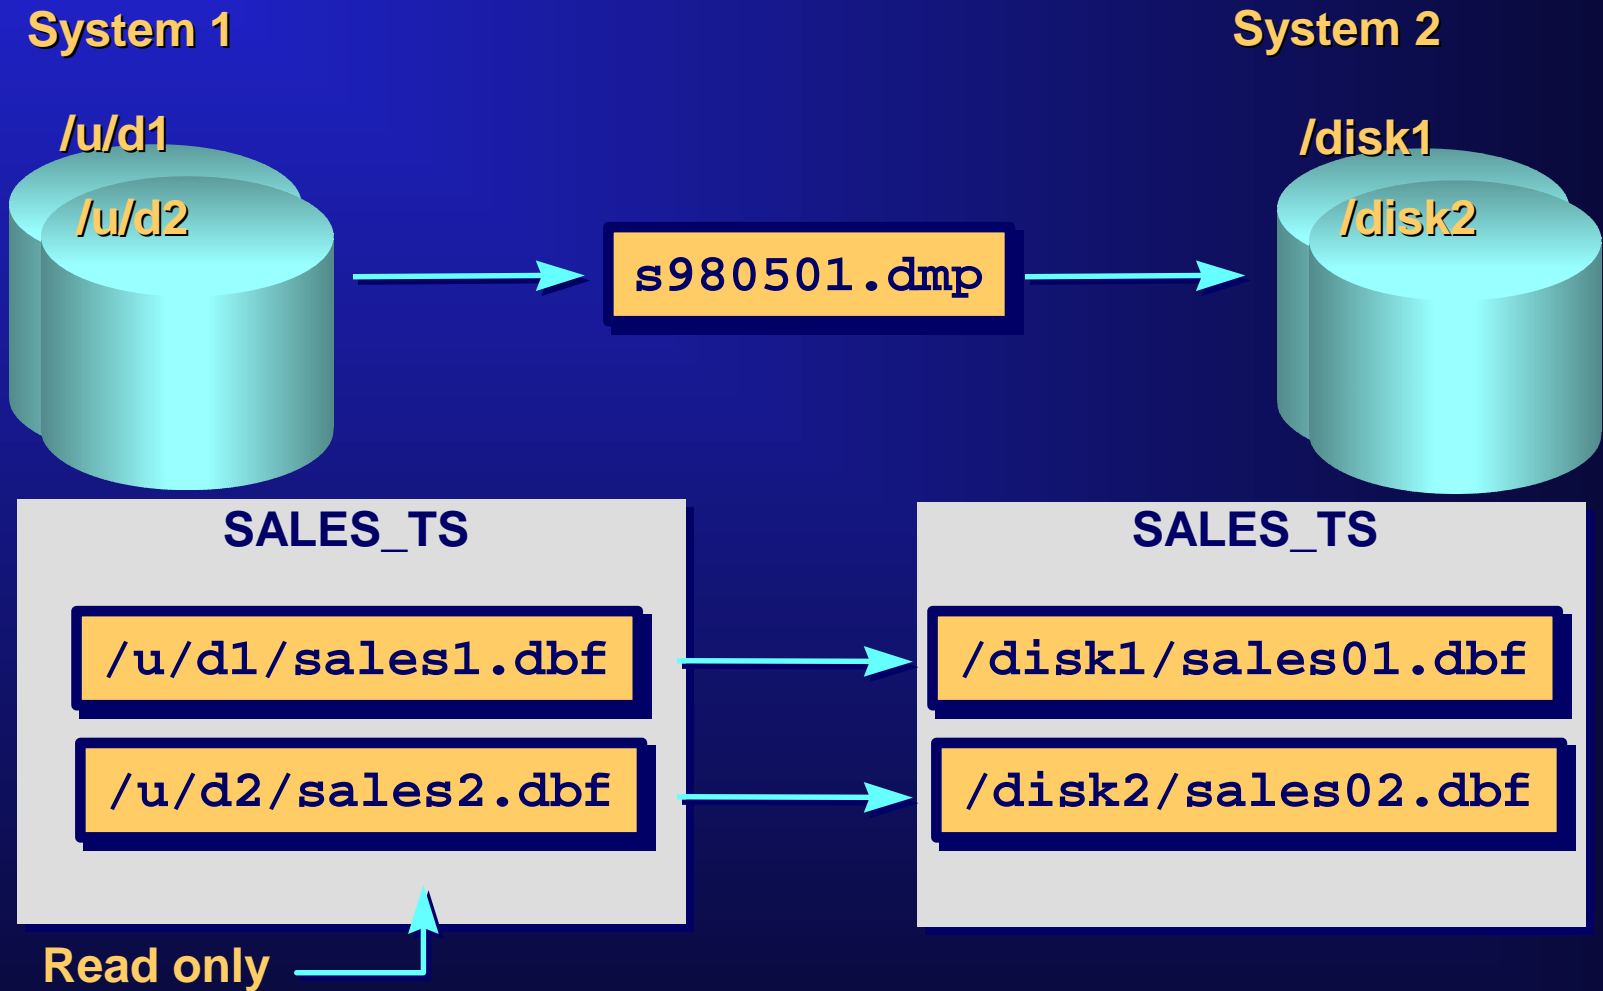 System 1
System 2
/u/d1
/u/d2
/disk1
/disk2
s980501.dmp
SALES_TS
/u/d1/sales1.dbf
/u/d2/sales2.dbf
SALES_TS
/disk1/sales01.dbf
/disk2/sales02.dbf
Read only